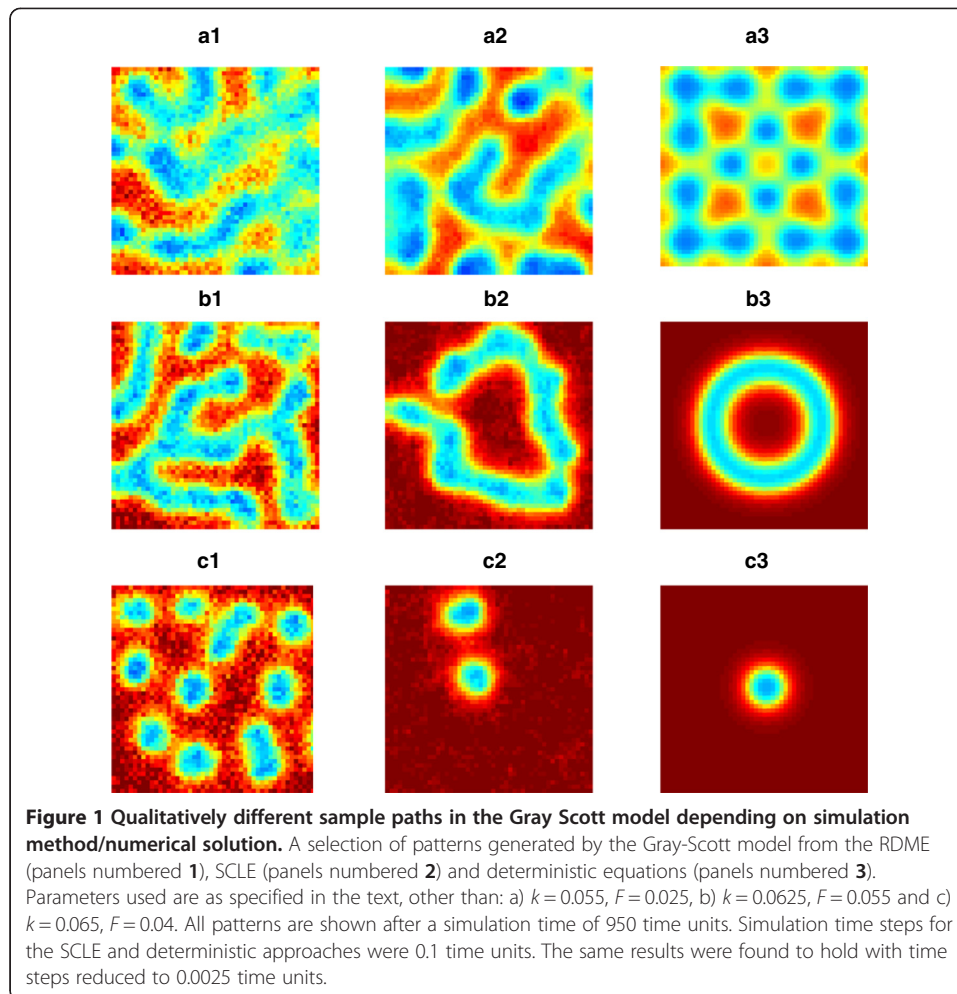 a1 a2 a3
b1 b2 b3
c1 c2 c3
Figure 1 Qualitatively different sample paths in the Gray Scott model depending on simulation
method/numerical solution. A selection of patterns generated by the Gray-Scott model from the RDME
(panels numbered 1), SCLE (panels numbered 2) and deterministic equations (panels numbered 3).
Parameters used are as specified in the text, other than: a) k = 0.055, F = 0.025, b) k = 0.0625, F = 0.055 and c)
k = 0.065, F = 0.04. All patterns are shown after a simulation time of 950 time units. Simulation time steps for
the SCLE and deterministic approaches were 0.1 time units. The same results were found to hold with time
steps reduced to 0.0025 time units.